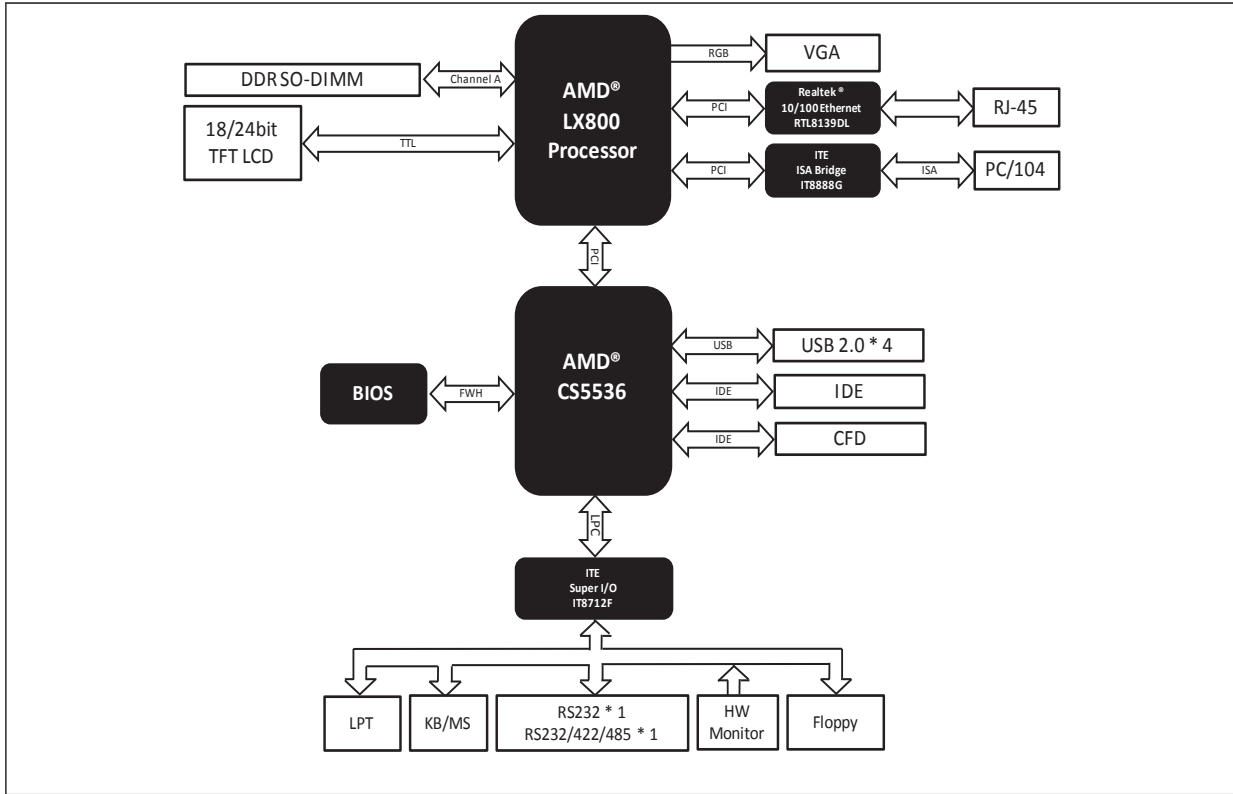 AMD®
LX800
Processor
DDR SO-DIMM
Channel A
18/24bit
TFT LCD
TTL
RGB
VGA
PCI
Realtek®
10/100 Ethernet
RTL8139DL
RJ-45
PCI
ITE
ISA Bridge
IT8888G
ISA
PC/104
PCI
AMD®
CS5536
BIOS
FWH
USB
USB 2.0 * 4
IDE
IDE
IDE
CFD
LPC
ITE
Super I/O
IT8712F
LPT
KB/MS
RS232 * 1
RS232/422/485 * 1
HW
Monitor
Floppy